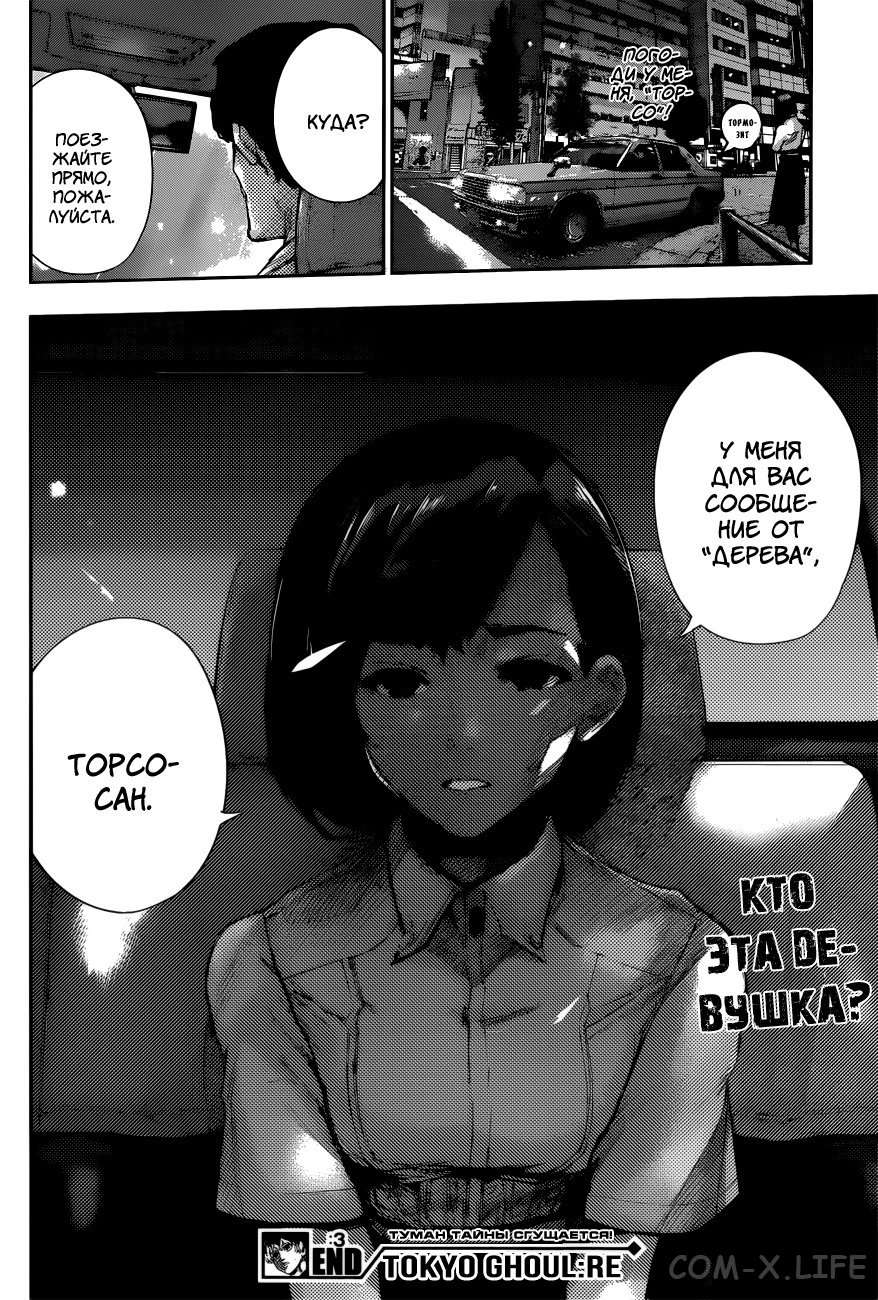 ПОГО-
ДИ У МЕ-
НЯ, "ТОР-
СО"!
ТОРМО-
ЗИТ
КУДА?
ПОЕЗ-
ЖАЙТЕ
ПРЯМО,
ПОЖА-
ЛУЙСТА.
У МЕНЯ
ДЛЯ ВАС
СООБЩЕ-
НИЕ ОТ
"ДЕРЕВА",
ТОРСО-
САН.
КТО
ЭТА DЕ-
ВУШКА?
:3
END
ТУМАН ТАЙНЫ СГУЩАЕТСЯ!
TOKYO GHOUL:RE
COM-X.LIFE